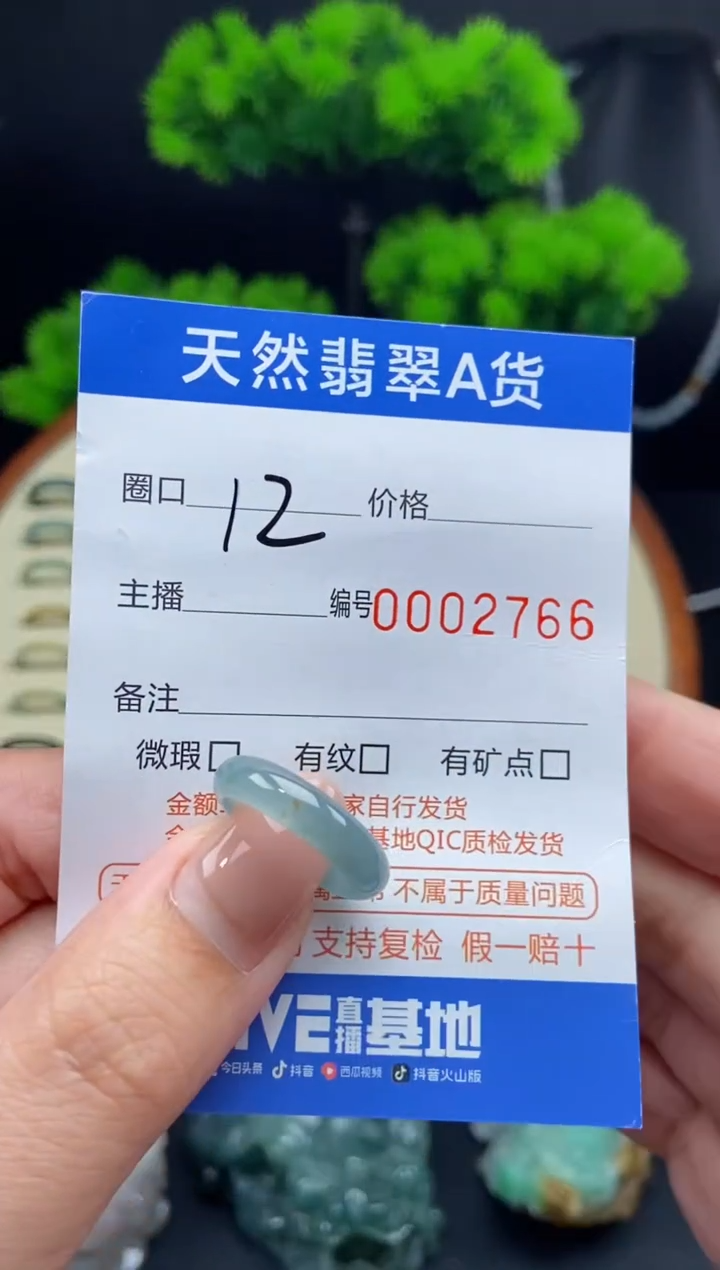 天然翡翠A货
圈口 12 价格
主播 编号0002766
备注
微瑕□ 有纹□ 有矿点□
金额 家自行发货
基地QIC质检发货
不属于质量问题
支持复检 假一赔十
直播基地
今日头条 抖音 西瓜视频 抖音火山版